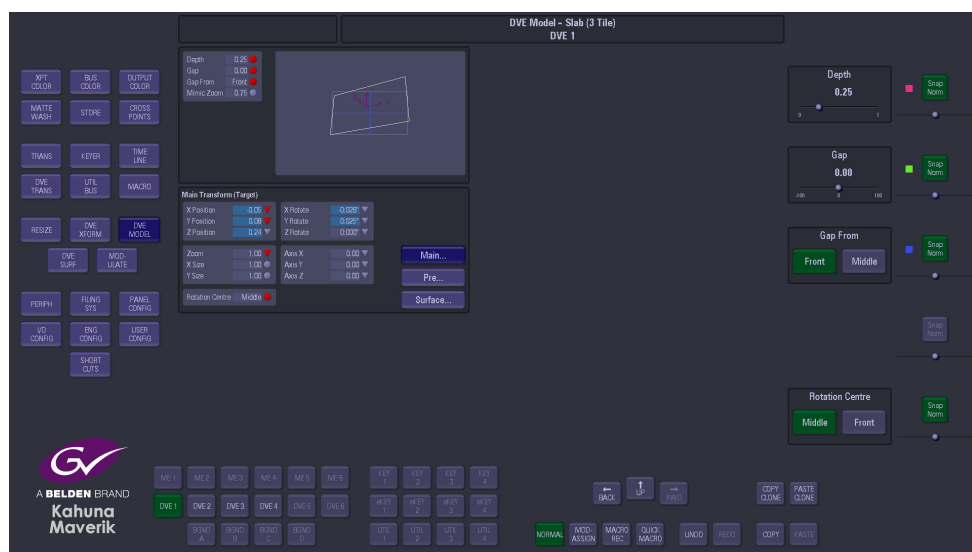 DVE Model - Slab (3 Tile)
DVE 1
Depth 0.25
Gap 0.00
Gap From Front
Mimic Zoom 0.75
XPT COLOR
BUS COLOR
OUTPUT COLOR
MATTE WASH
STORE
CROSS POINTS
TRANS
KEYER
TIME LINE
DVE TRANS
UTIL BUS
MACRO
RESIZE
DVE XFORM
DVE MODEL
DVE SURF
MOD-ULATE
PERIPH
FILING SYS
PANEL CONFIG
I/O CONFIG
ENG CONFIG
USER CONFIG
SHORT CUTS
Main Transform (Target)
X Position -0.05 X Rotate -0.026°
Y Position 0.08 Y Rotate 0.025°
Z Position 0.24 Z Rotate 0.000°
Zoom 1.00 Axis X 0.00
X Size 1.00 Axis Y 0.00
Y Size 1.00 Axis Z 0.00
Rotation Centre Middle
Main...
Pre...
Surface...
Depth
0.25
0 1
Snap Norm
Gap
0.00
-100 0 100
Snap Norm
Gap From
Front Middle
Snap Norm
Snap Norm
Rotation Centre
Middle Front
Snap Norm
GV
A BELDEN BRAND
Kahuna
Maverik
ME 1 ME 2 ME 3 ME 4 ME 5 ME 6
DVE 1 DVE 2 DVE 3 DVE 4 DVE 5 DVE 6
BGND A BGND B BGND C BGND D
KEY 1 KEY 2 KEY 3 KEY 4
eKEY 1 eKEY 2 eKEY 3 eKEY 4
UTIL 1 UTIL 2 UTIL 3 UTIL 4
BACK UP FWD
COPY CLONE PASTE CLONE
NORMAL MOD-ASSIGN MACRO REC QUICK MACRO UNDO REDO COPY PASTE